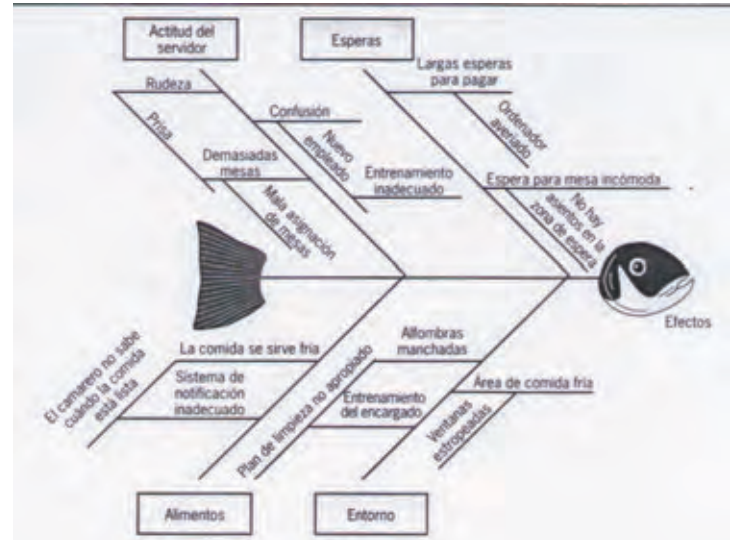 Actitud del
servidor
Esperas
Rudeza
Prisa
Confusión
Nuevo
empleado
Entrenamiento
inadecuado
Demasiadas
mesas
Mala asignación
de mesas
Largas esperas
para pagar
Ordenador
averiado
Espera para mesa incómoda
No hay
asientos en la
zona de espera
Efectos
La comida se sirve fría
El camarero no sabe
cuándo la comida
está lista
Sistema de
notificación
inadecuado
Alfombras
manchadas
Plan de limpieza no apropiado
Entrenamiento
del encargado
Área de comida fría
Ventanas
estropeadas
Alimentos
Entorno